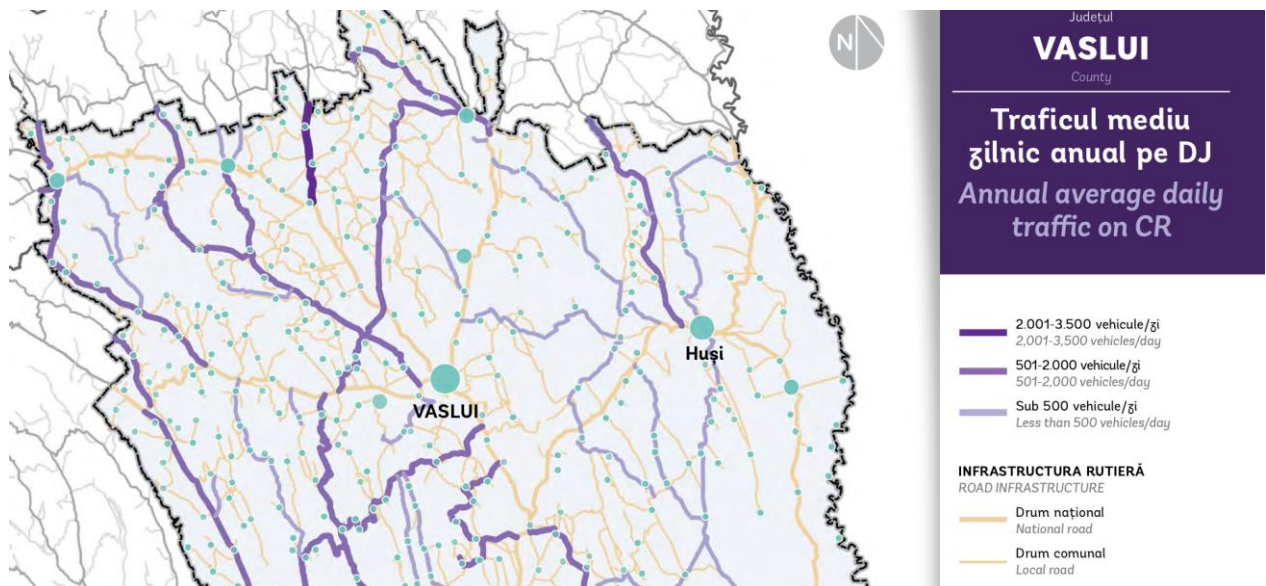 N
Huși
VASLUI
Județul
VASLUI
County
Traficul mediu
zilnic anual pe DJ
Annual average daily
traffic on CR
2.001-3.500 vehicule/zi
2,001-3,500 vehicles/day
501-2.000 vehicule/zi
501-2,000 vehicles/day
Sub 500 vehicule/zi
Less than 500 vehicles/day
INFRASTRUCTURA RUTIERĂ
ROAD INFRASTRUCTURE
Drum național
National road
Drum comunal
Local road